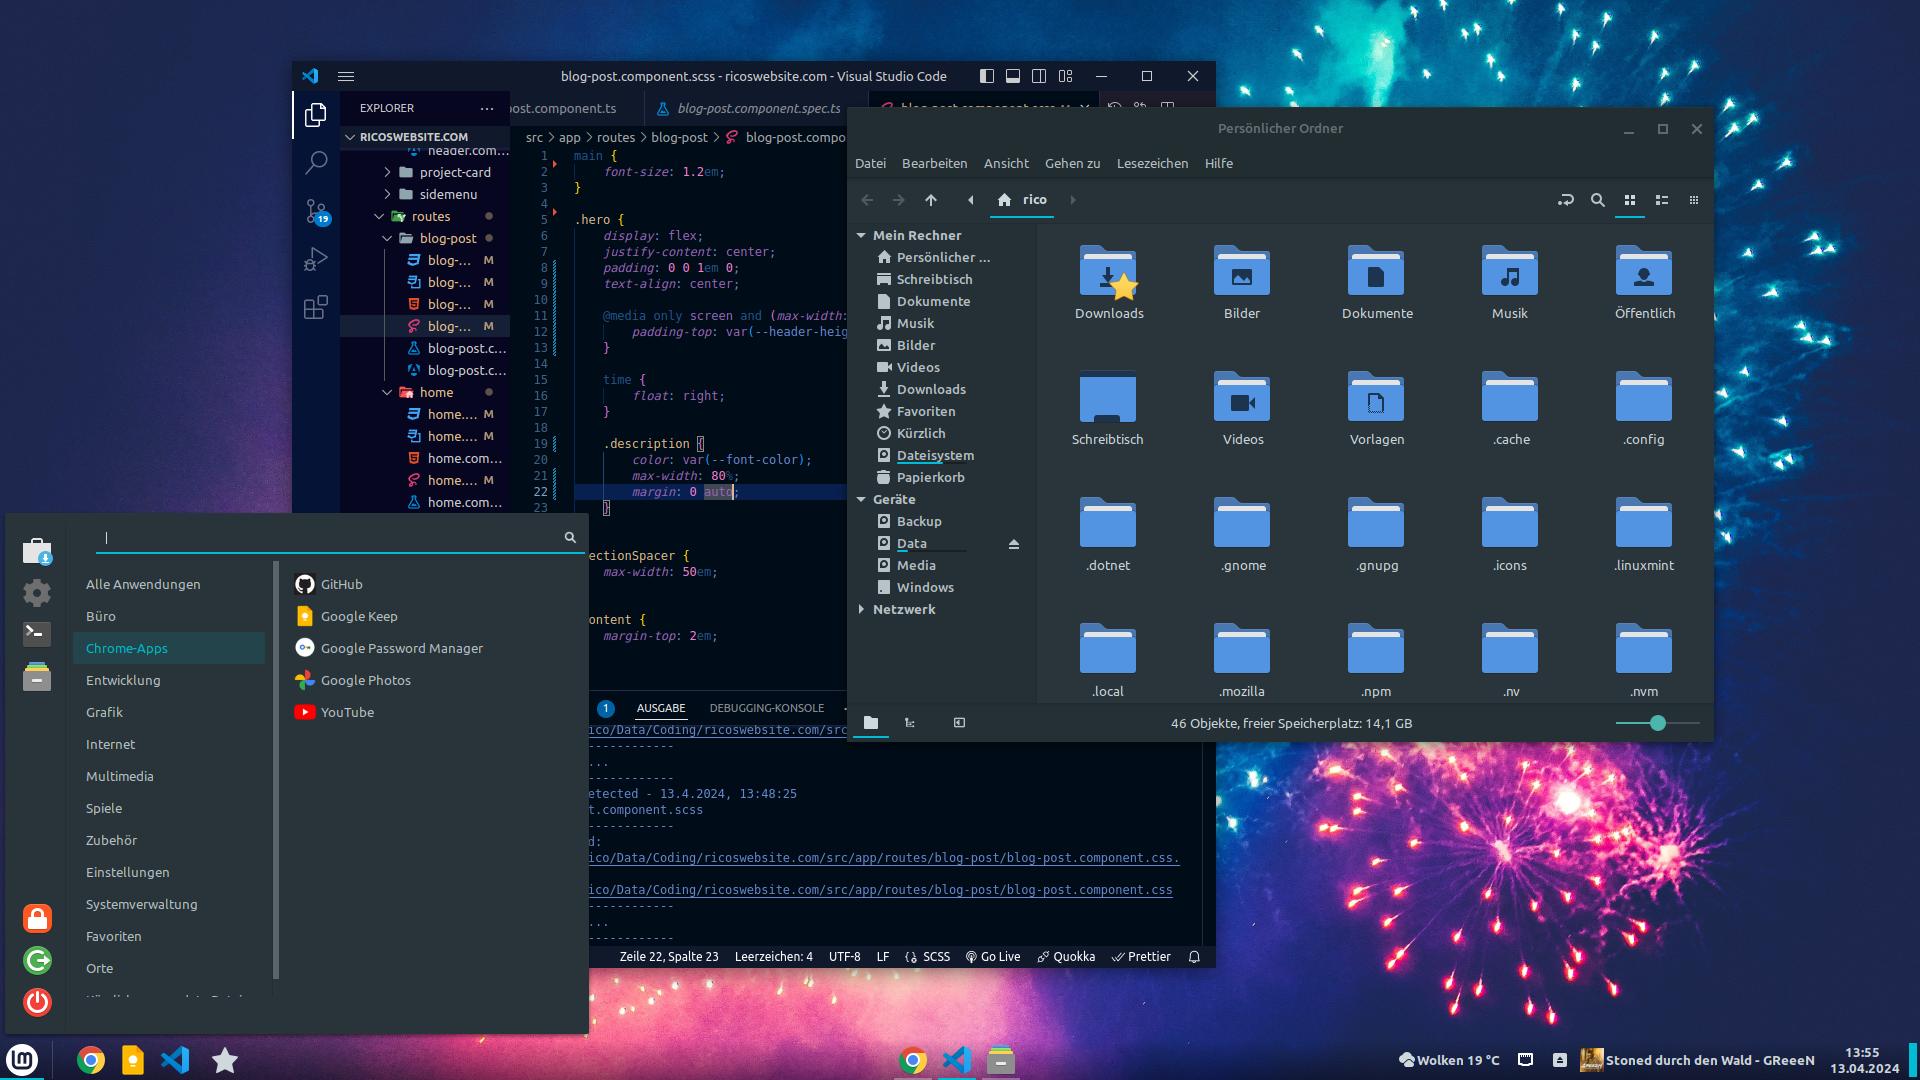 blog-post.component.scss - ricoswebsite.com - Visual Studio Code
EXPLORER
RICOSWEBSITE.COM
header.com...
project-card
sidemenu
routes
blog-post
blog-... M
blog-... M
blog-... M
blog-... M
blog-post.c...
blog-post.c...
home
home.... M
home.... M
home.com...
home.... M
home.com...
19
post.component.ts
blog-post.component.spec.ts
src > app > routes > blog-post > blog-post.compo
1 main {
2 font-size: 1.2em;
3 }
4
5 .hero {
6 display: flex;
7 justify-content: center;
8 padding: 0 0 1em 0;
9 text-align: center;
10
11 @media only screen and (max-width:
12 padding-top: var(--header-heig
13 }
14
15 time {
16 float: right;
17 }
18
19 .description {
20 color: var(--font-color);
21 max-width: 80%;
22 margin: 0 auto;
23 }
ectionSpacer {
max-width: 50em;
ontent {
margin-top: 2em;
1 AUSGABE DEBUGGING-KONSOLE
ico/Data/Coding/ricoswebsite.com/src
------------
...
------------
etected - 13.4.2024, 13:48:25
t.component.scss
------------
d:
ico/Data/Coding/ricoswebsite.com/src/app/routes/blog-post/blog-post.component.css.
ico/Data/Coding/ricoswebsite.com/src/app/routes/blog-post/blog-post.component.css
------------
...
------------
Zeile 22, Spalte 23 Leerzeichen: 4 UTF-8 LF {} SCSS Go Live Quokka Prettier
Persönlicher Ordner
Datei Bearbeiten Ansicht Gehen zu Lesezeichen Hilfe
rico
Mein Rechner
Persönlicher ...
Schreibtisch
Dokumente
Musik
Bilder
Videos
Downloads
Favoriten
Kürzlich
Dateisystem
Papierkorb
Geräte
Backup
Data
Media
Windows
Netzwerk
Downloads Bilder Dokumente Musik Öffentlich
Schreibtisch Videos Vorlagen .cache .config
.dotnet .gnome .gnupg .icons .linuxmint
.local .mozilla .npm .nv .nvm
46 Objekte, freier Speicherplatz: 14,1 GB
Alle Anwendungen
Büro
Chrome-Apps
Entwicklung
Grafik
Internet
Multimedia
Spiele
Zubehör
Einstellungen
Systemverwaltung
Favoriten
Orte
GitHub
Google Keep
Google Password Manager
Google Photos
YouTube
Wolken 19 °C
Stoned durch den Wald - GReeeN
13:55
13.04.2024